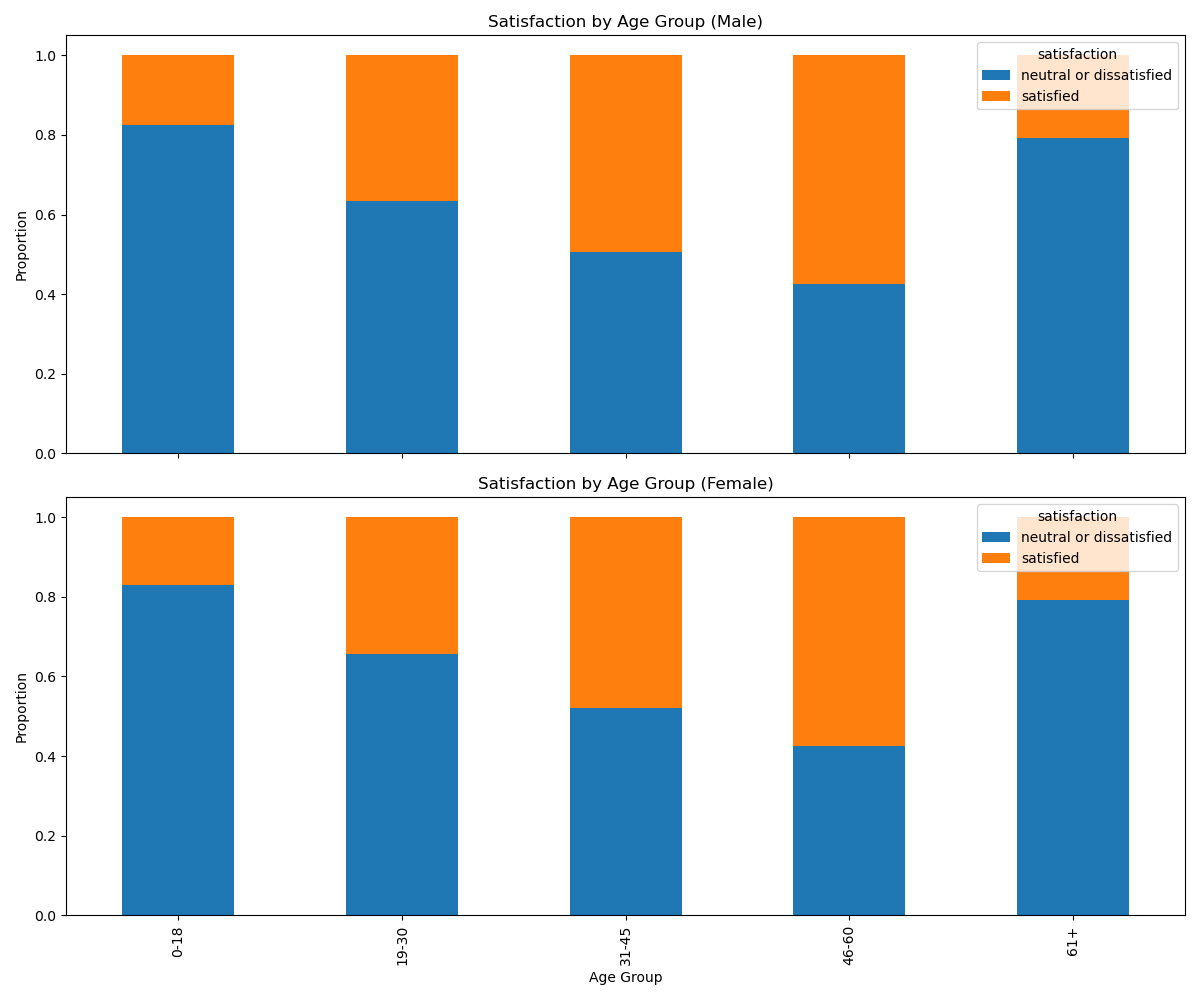 Satisfaction by Age Group (Male)
satisfaction
neutral or dissatisfied
satisfied
1.0
0.8
0.6
0.4
0.2
0.0
Proportion
Satisfaction by Age Group (Female)
satisfaction
neutral or dissatisfied
satisfied
1.0
0.8
0.6
0.4
0.2
0.0
Proportion
0-18
19-30
31-45
46-60
61+
Age Group